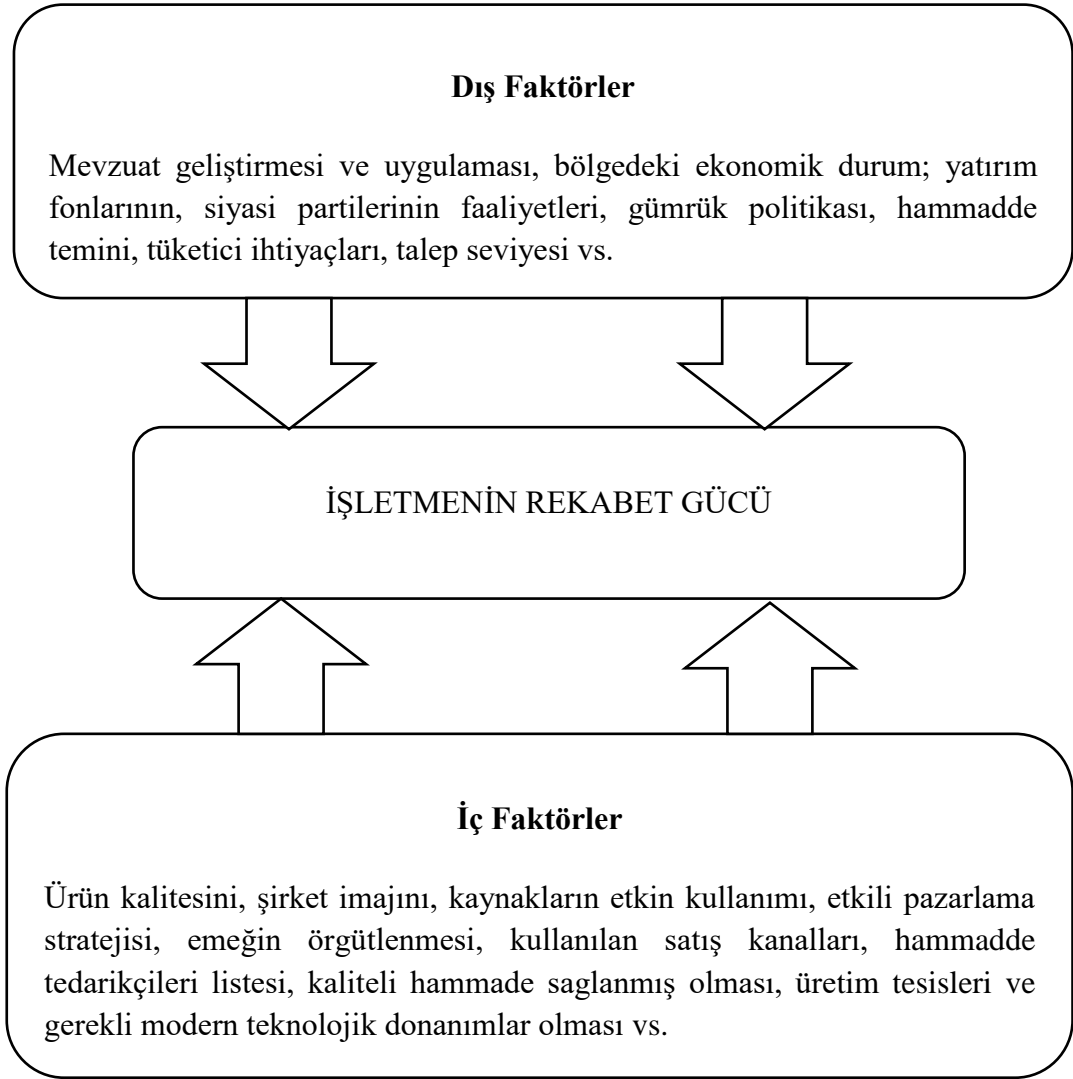 Dış Faktörler
Mevzuat geliştirmesi ve uygulaması, bölgedeki ekonomik durum; yatırım
fonlarının, siyasi partilerinin faaliyetleri, gümrük politikası, hammadde
temini, tüketici ihtiyaçları, talep seviyesi vs.
İŞLETMENİN REKABET GÜCÜ
İç Faktörler
Ürün kalitesini, şirket imajını, kaynakların etkin kullanımı, etkili pazarlama
stratejisi, emeğin örgütlenmesi, kullanılan satış kanalları, hammadde
tedarikçileri listesi, kaliteli hammade saglanmış olması, üretim tesisleri ve
gerekli modern teknolojik donanımlar olması vs.